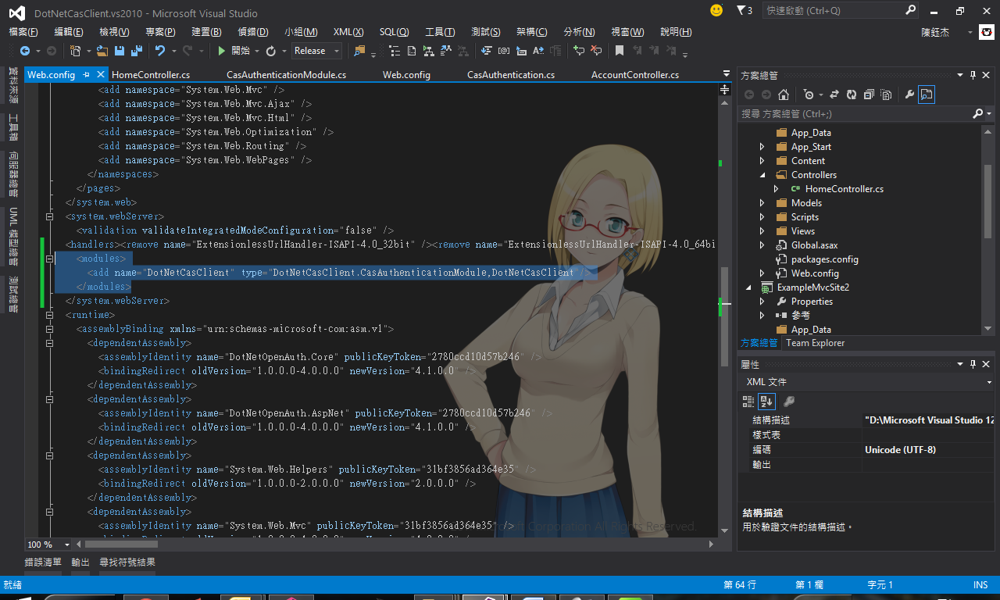 DotNetCasClient.vs2010 - Microsoft Visual Studio
3
快速啟動 (Ctrl+Q)
檔案(F) 編輯(E) 檢視(V) 專案(P) 建置(B) 偵錯(D) 小組(M) XML(X) SQL(Q) 工具(T) 測試(S) 架構(C) 分析(N) 視窗(W) 說明(H)
陳鈺杰
開始
Release
資料來源
工具箱
伺服器總管
UML 模型總管
測試總管
Web.config HomeController.cs CasAuthenticationModule.cs Web.config CasAuthentication.cs AccountController.cs
<add namespace="System.Web.Mvc" />
<add namespace="System.Web.Mvc.Ajax" />
<add namespace="System.Web.Mvc.Html" />
<add namespace="System.Web.Optimization" />
<add namespace="System.Web.Routing" />
<add namespace="System.Web.WebPages" />
</namespaces>
</pages>
</system.web>
<system.webServer>
<validation validateIntegratedModeConfiguration="false" />
<handlers><remove name="ExtensionlessUrlHandler-ISAPI-4.0_32bit" /><remove name="ExtensionlessUrlHandler-ISAPI-4.0_64bi
<modules>
<add name="DotNetCasClient" type="DotNetCasClient.CasAuthenticationModule,DotNetCasClient"/>
</modules>
</system.webServer>
<runtime>
<assemblyBinding xmlns="urn:schemas-microsoft-com:asm.v1">
<dependentAssembly>
<assemblyIdentity name="DotNetOpenAuth.Core" publicKeyToken="2780ccd10d57b246" />
<bindingRedirect oldVersion="1.0.0.0-4.0.0.0" newVersion="4.1.0.0" />
</dependentAssembly>
<dependentAssembly>
<assemblyIdentity name="DotNetOpenAuth.AspNet" publicKeyToken="2780ccd10d57b246" />
<bindingRedirect oldVersion="1.0.0.0-4.0.0.0" newVersion="4.1.0.0" />
</dependentAssembly>
<dependentAssembly>
<assemblyIdentity name="System.Web.Helpers" publicKeyToken="31bf3856ad364e35" />
<bindingRedirect oldVersion="1.0.0.0-2.0.0.0" newVersion="2.0.0.0" />
</dependentAssembly>
<dependentAssembly>
<assemblyIdentity name="System.Web.Mvc" publicKeyToken="31bf3856ad364e35" />
Corporation All Rights Reserved.
100 %
方案總管
搜尋 方案總管 (Ctrl+;)
App_Data
App_Start
Content
Controllers
C# HomeController.cs
Models
Scripts
Views
Global.asax
packages.config
Web.config
ExampleMvcSite2
Properties
參考
App_Data
方案總管 Team Explorer
屬性
XML 文件
結構描述 "D:\Microsoft Visual Studio 12
樣式表
編碼 Unicode (UTF-8)
輸出
結構描述
用於驗證文件的結構描述。
錯誤清單 輸出 尋找符號結果
就緒 第 64 行 第 1 欄 字元 1 INS